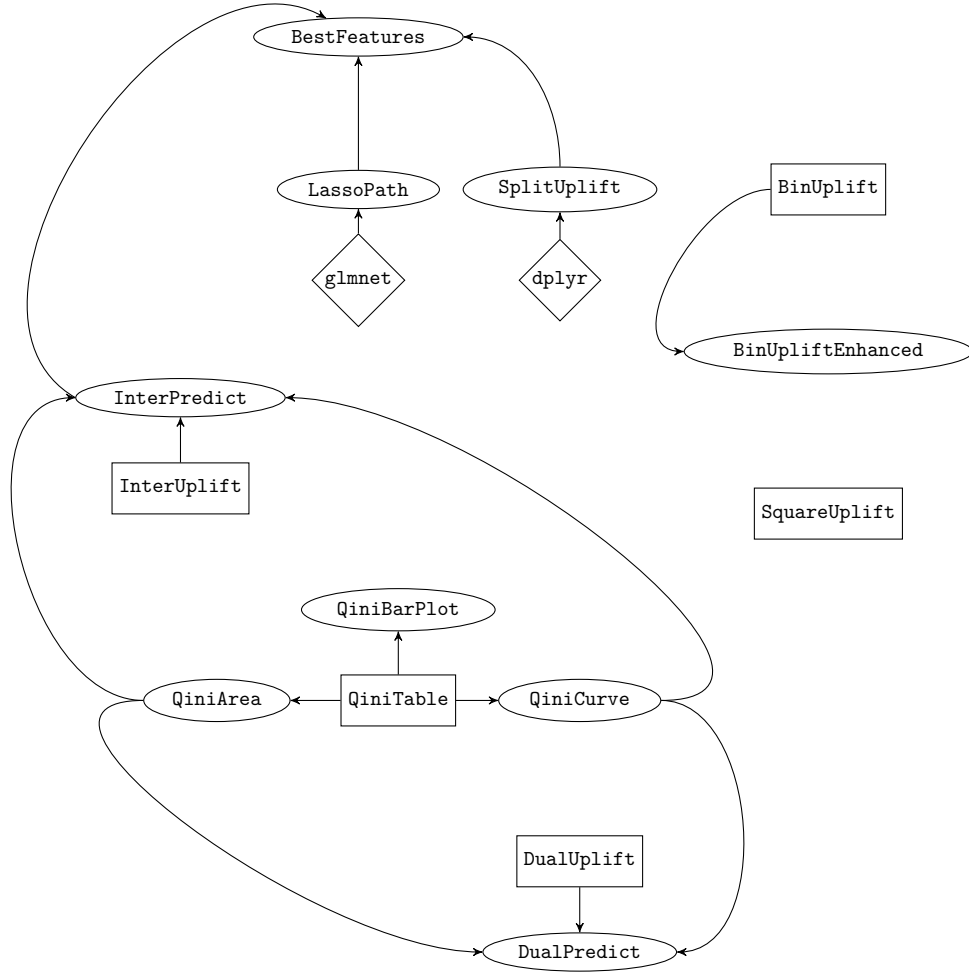 BestFeatures
LassoPath
SplitUplift
BinUplift
glmnet
dplyr
BinUpliftEnhanced
InterPredict
InterUplift
SquareUplift
QiniBarPlot
QiniArea
QiniTable
QiniCurve
DualUplift
DualPredict